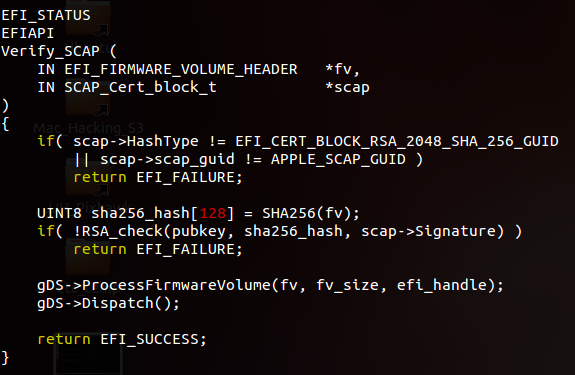 EFI_STATUS
EFIAPI
Verify_SCAP (
    IN EFI_FIRMWARE_VOLUME_HEADER   *fv,
    IN SCAP_Cert_block_t            *scap
)
{
    if( scap->HashType != EFI_CERT_BLOCK_RSA_2048_SHA_256_GUID
        || scap->scap_guid != APPLE_SCAP_GUID )
        return EFI_FAILURE;

    UINT8 sha256_hash[128] = SHA256(fv);
    if( !RSA_check(pubkey, sha256_hash, scap->Signature) )
        return EFI_FAILURE;

    gDS->ProcessFirmwareVolume(fv, fv_size, efi_handle);
    gDS->Dispatch();

    return EFI_SUCCESS;
}